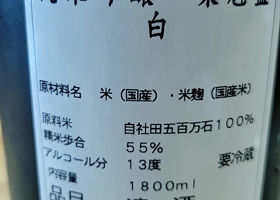 白
原材料名　米（国産）・米麹（国産米）
原料米　自社田五百万石100%
精米歩合　55%
アルコール分　13度　要冷蔵
内容量　1800ml